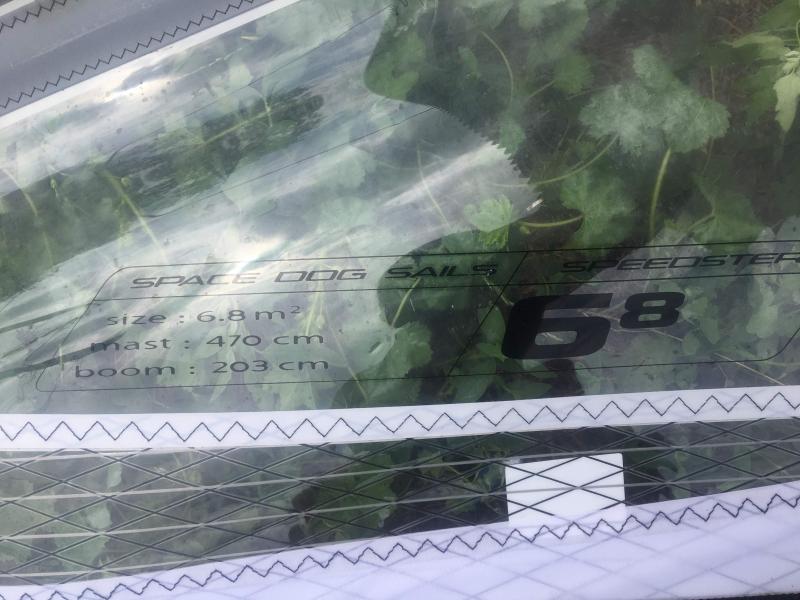 SPACE DOG SAILS SPEEDSTER
size : 6.8 m²
mast : 470 cm
boom : 203 cm
68